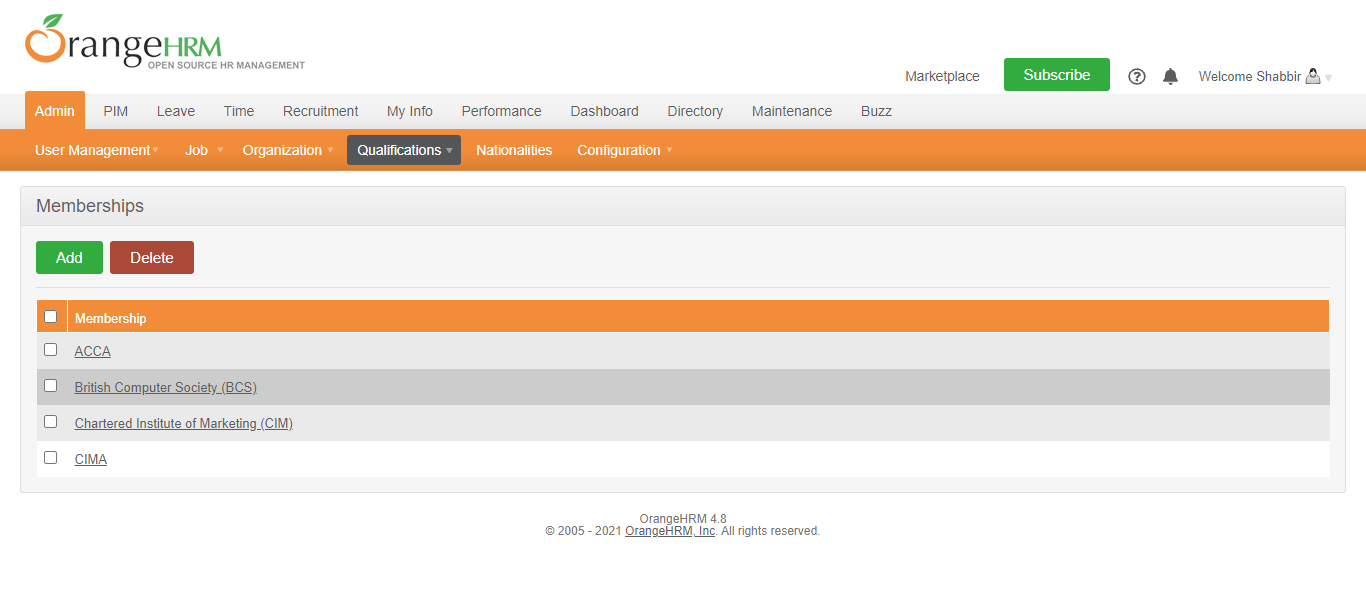 OrangeHRM
OPEN SOURCE HR MANAGEMENT
Marketplace Subscribe ? Welcome Shabbir
Admin PIM Leave Time Recruitment My Info Performance Dashboard Directory Maintenance Buzz
User Management Job Organization Qualifications Nationalities Configuration
Memberships
Add Delete
Membership
ACCA
British Computer Society (BCS)
Chartered Institute of Marketing (CIM)
CIMA
OrangeHRM 4.8
© 2005 - 2021 OrangeHRM, Inc. All rights reserved.